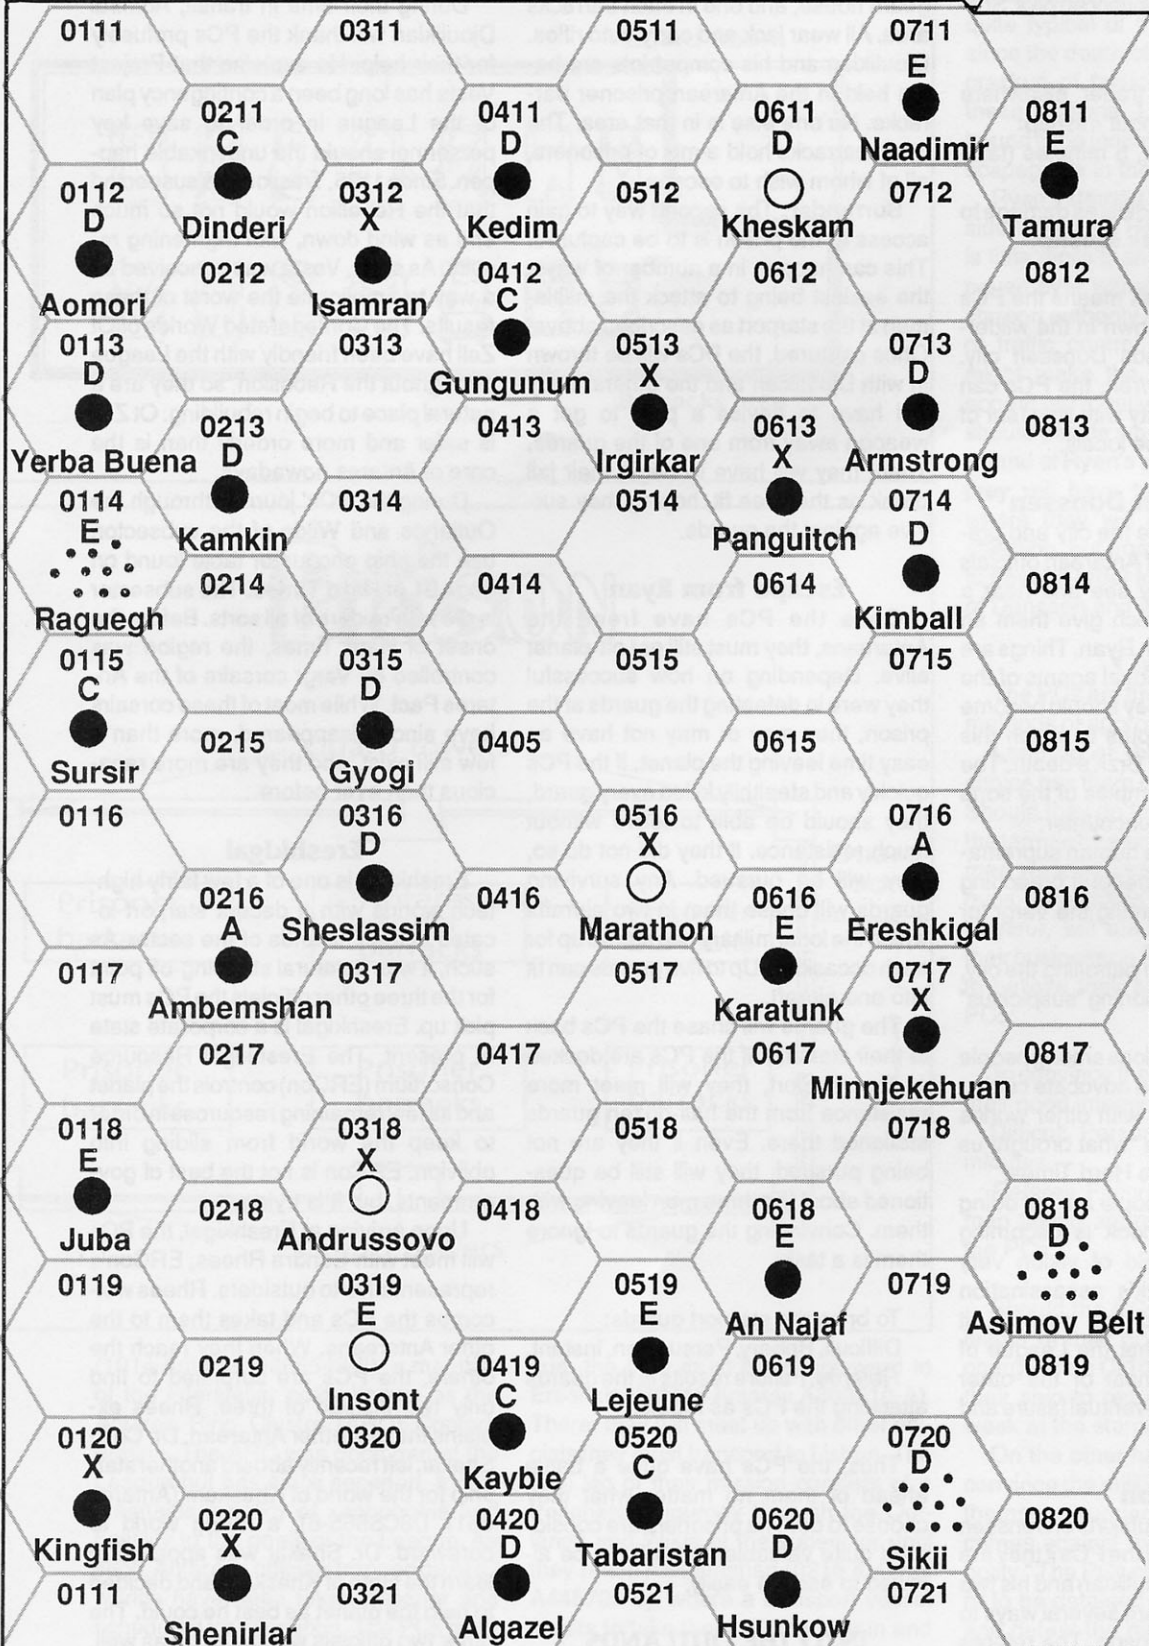 0111 0311 0511 0711
E
0211 0411 0611 0811
C D D Naadimir E
0112 0312 0512 0712
D Dinderi X Kedim Kheskam Tamura
0212 0412 0612 0812
Aomori Isamran C
0113 0313 0513 0713
D Gungunum X D
0213 0413 0613 0813
Yerba Buena D Irgirkar X Armstrong
0114 0314 0514 0714
E Kamkin Panguitch D
0214 0414 0614 0814
Raguegh Kimball
0115 0315 0515 0715
C D
0215 0405 0615 0815
Sursir Gyogi
0116 0316 0516 0716
D X A
0216 0416 0616 0816
A Sheslassim Marathon E Ereshkigal
0117 0317 0517 0717
Ambemshan Karatunk X
0217 0417 0617 0817
Minnjekehuan
0118 0318 0518 0718
E X
0218 0418 0618 0818
Juba Andrussovo E D
0119 0319 0519 0719
E E An Najaf Asimov Belt
0219 0419 0619 0819
Insont C Lejeune
0120 0320 0520 0720
X Kaybie C D
0220 0420 0620 0820
Kingfish X D Tabaristan D Sikii
0111 0321 0521 0721
Shenirlar Algazel Hsunkow